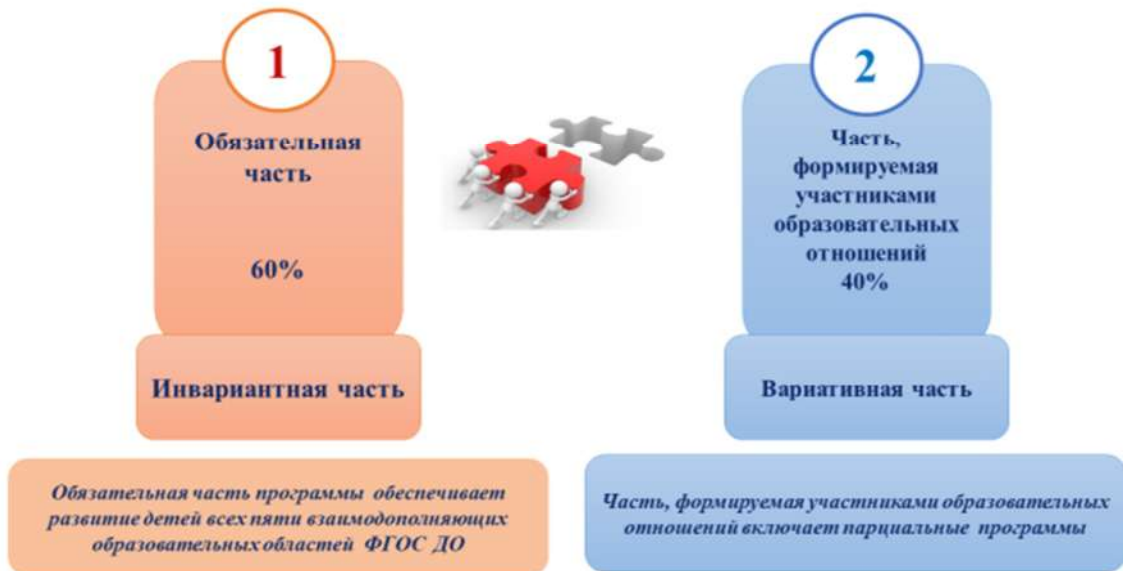 1
Обязательная
часть
60%
Инвариантная часть
Обязательная часть программы обеспечивает
развитие детей всех пяти взаимодополняющих
образовательных областей ФГОС ДО
2
Часть,
формируемая
участниками
образовательных
отношений
40%
Вариативная часть
Часть, формируемая участниками образовательных
отношений включает парциальные программы